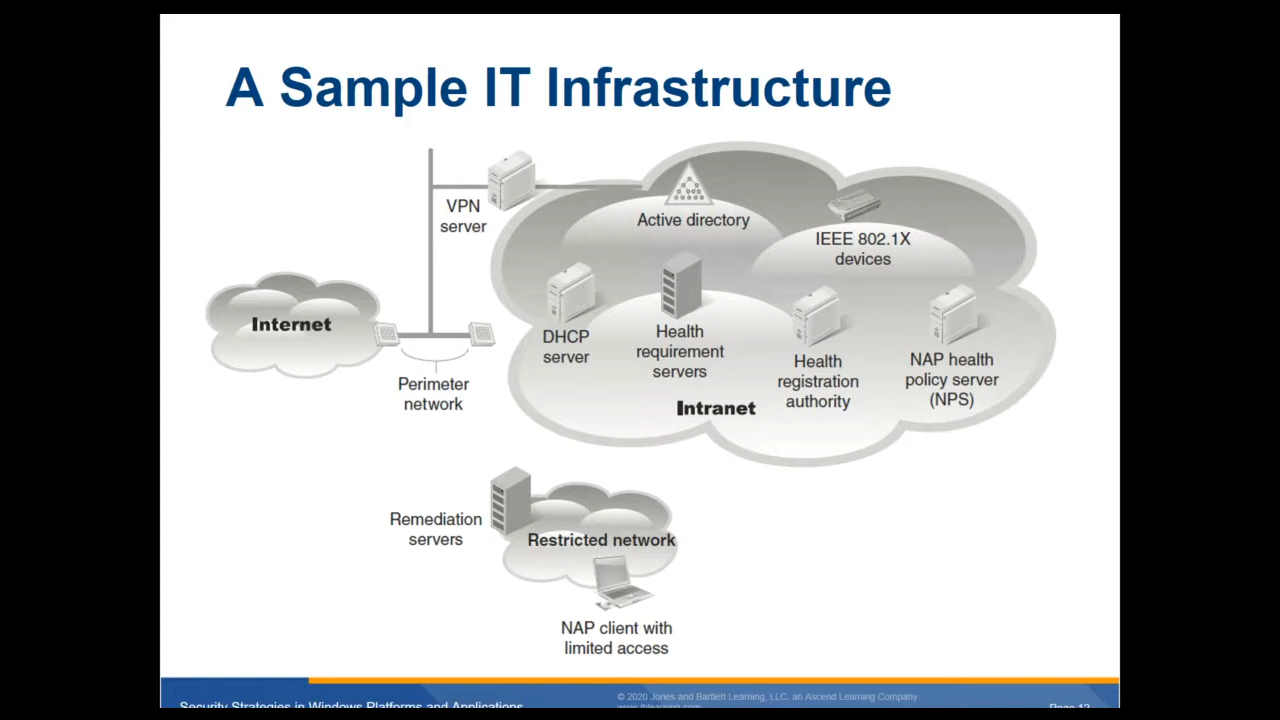 A Sample IT Infrastructure
VPN
server
Active directory
IEEE 802.1X
devices
Internet
DHCP
server
Health
requirement
servers
Health
registration
authority
NAP health
policy server
(NPS)
Perimeter
network
Intranet
Remediation
servers
Restricted network
NAP client with
limited access
Security Strategies in Windows Platforms and Applications
© 2020 Jones and Bartlett Learning, LLC, an Ascend Learning Company
www.jblearning.com
Page 12